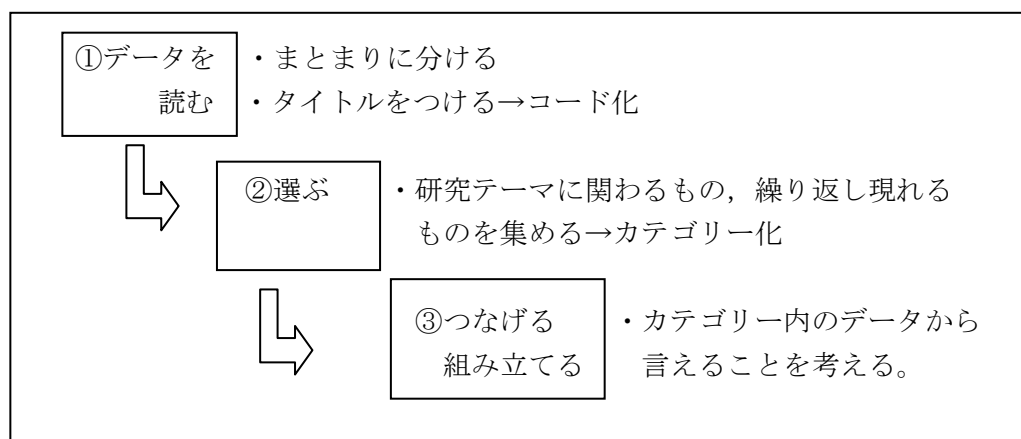 ①データを
読む
・まとまりに分ける
・タイトルをつける→コード化
②選ぶ
・研究テーマに関わるもの，繰り返し現れる
ものを集める→カテゴリー化
③つなげる
組み立てる
・カテゴリー内のデータから
言えることを考える。